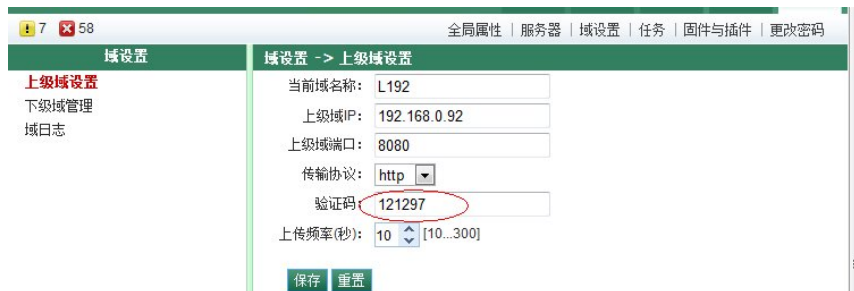 7 58 全局属性 | 服务器 | 域设置 | 任务 | 固件与插件 | 更改密码
域设置
上级域设置
下级域管理
域日志
域设置 -> 上级域设置
当前域名称: L192
上级域IP: 192.168.0.92
上级域端口: 8080
传输协议: http
验证码: 121297
上传频率(秒): 10 [10...300]
保存 重置